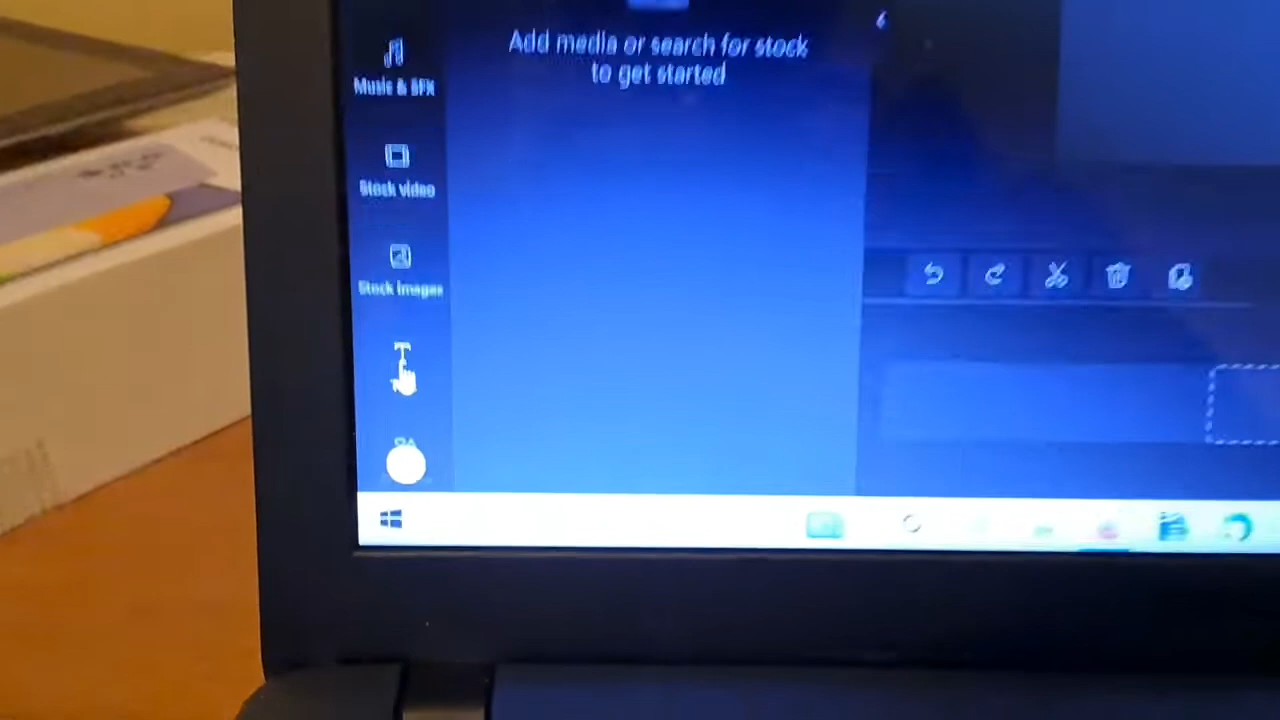 Add media or search for stock
to get started
Music & SFX
Stock video
Stock images